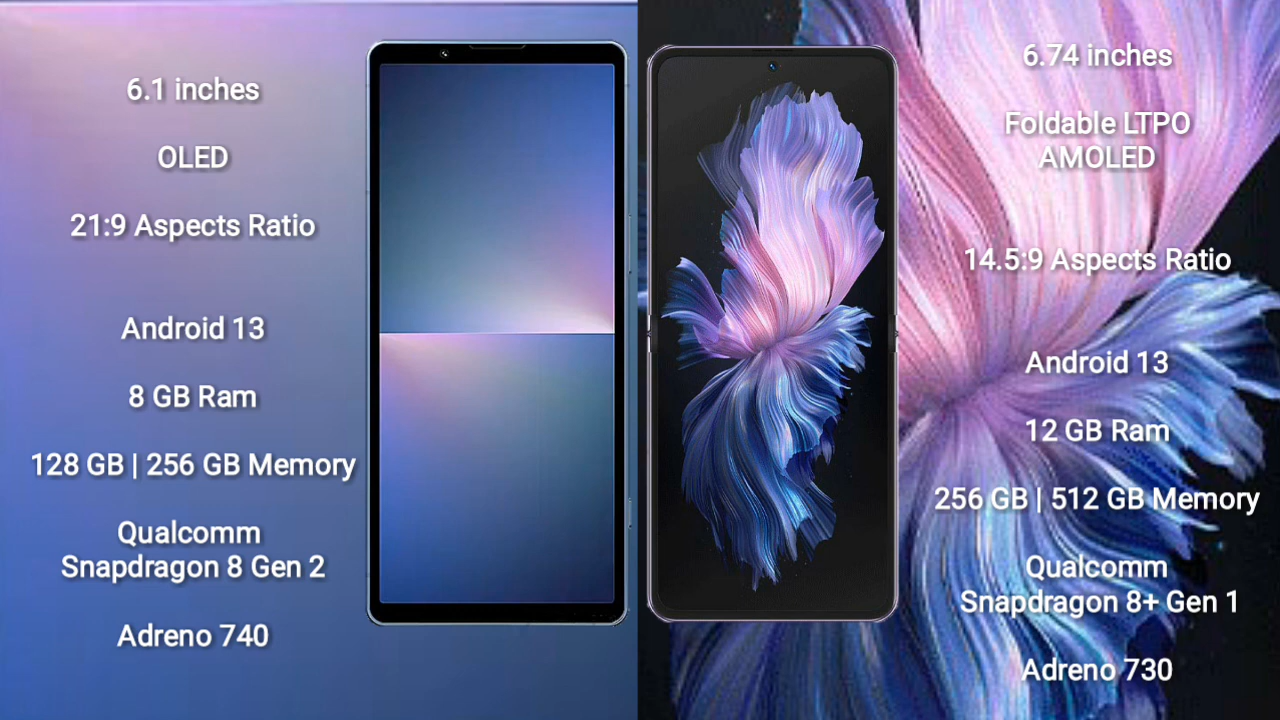 6.1 inches
OLED
21:9 Aspects Ratio
Android 13
8 GB Ram
128 GB | 256 GB Memory
Qualcomm
Snapdragon 8 Gen 2
Adreno 740
6.74 inches
Foldable LTPO
AMOLED
14.5:9 Aspects Ratio
Android 13
12 GB Ram
256 GB | 512 GB Memory
Qualcomm
Snapdragon 8+ Gen 1
Adreno 730